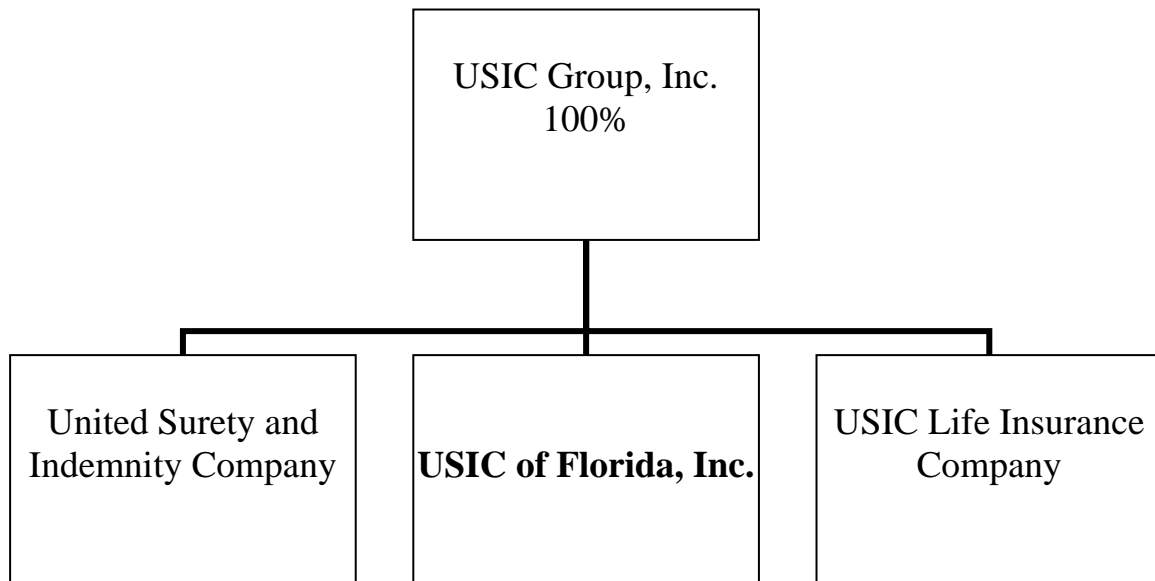 USIC Group, Inc.
100%
United Surety and
Indemnity Company
USIC of Florida, Inc.
USIC Life Insurance
Company